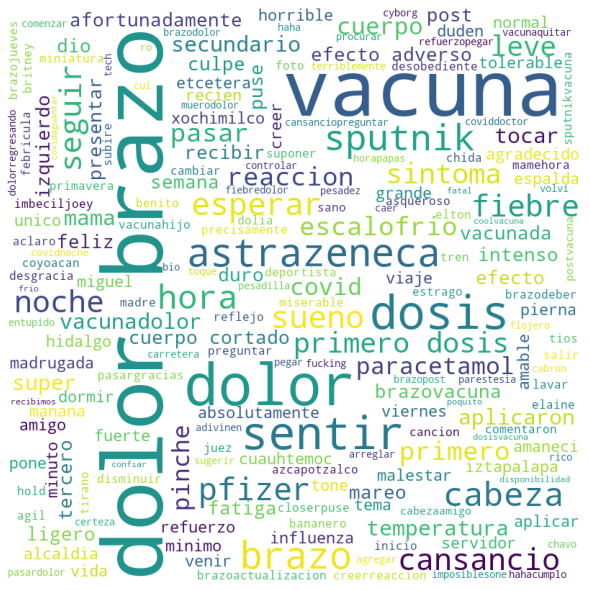 dolor brazo
vacuna
sputnik
astrazeneca
dosis
dolor
sentir
brazo
pfizer
cabeza
cansancio
primero
primero dosis
noche
hora
esperar
sueno
fiebre
sintoma
escalofrio
reaccion
seguir
pasar
leve
tocar
cuerpo
covid
paracetamol
temperatura
aplicaron
pinche
afortunadamente
secundario
efecto adverso
horrible
post
duden
normal
tolerable
desobediente
refuerzopegar
vacunaquitar
cyborg
haha
procurar
terriblemente
brazodolor
comenzar
ro
tech
cul
subire
muerodolor
miniatura
britney
brazojueves
dolorregresando
febricula
covidaguentar
izquierdo
presentar
dio
culpe
etcetera
recien
puse
foto
xochimilco
creer
cansanciopreguntar
coviddoctor
sputnikvacuna
agradecido
mamehora
chida
espalda
asqueroso
grande
vacunada
intenso
volvi
fatal
caer
coolvacuna
postvacuna
elton
tren
viaje
efecto
estrago
deportista
recibir
cambiar
suponer
controlar
horapapas
fiebredolor
pesadez
semana
benito
dolia
sano
precisamente
vacunahijo
primavera
unico
mama
imbeciljoey
aclaro
feliz
covidnoche
coyoacan
desgracia
bio
toque
pesadilla
miguel
duro
miserable
madre
reflejo
frio
vacunadolor
cuerpo cortado
carretera
preguntar
entupido
hidalgo
pasargracias
madrugada
dormir
pegar
fucking
parestesia
brazodeber
pierna
flojero
tios
salir
cabron
amable
lavar
brazovacuna
brazopost
poquito
elaine
comentaron
viernes
super
manana
recibimos
amigo
absolutamente
adivinen
cancion
dosisvacuna
rico
amaneci
iztapalapa
arreglar
malestar
juez
confiar
sugerir
cuauhtemoc
azcapotzalco
disponibilidad
fuerte
pone
minuto
tercero
hold
agil
tirano
disminuir
certeza
fatiga
tone
mareo
closerpuse
tema
cabezaamigo
aplicar
refuerzo
bananero
influenza
inicio
servidor
chavo
ligero
alcaldia
minimo
venir
agregar
pasardolor
vida
brazoactualizacion
creerreaccion
imposiblesone
hahacumplo